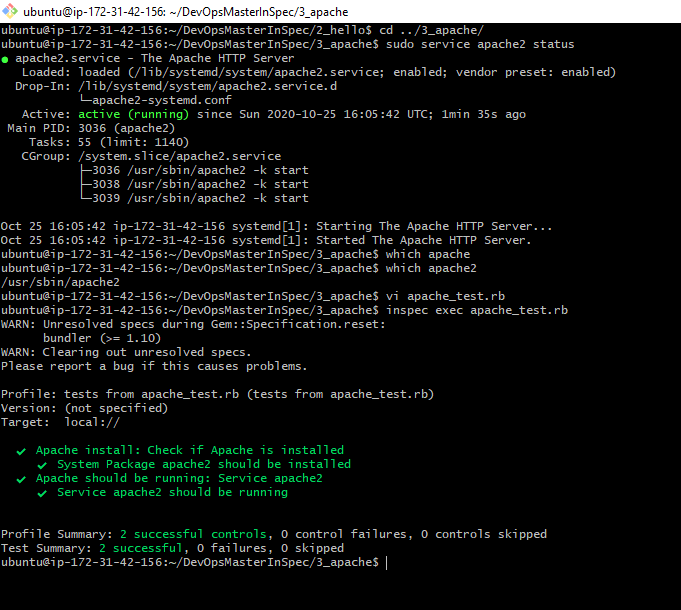 ubuntu@ip-172-31-42-156: ~/DevOpsMasterInSpec/3_apache
ubuntu@ip-172-31-42-156:~/DevOpsMasterInSpec/2_hello$ cd ../3_apache/
ubuntu@ip-172-31-42-156:~/DevOpsMasterInSpec/3_apache$ sudo service apache2 status
● apache2.service - The Apache HTTP Server
   Loaded: loaded (/lib/systemd/system/apache2.service; enabled; vendor preset: enabled)
  Drop-In: /lib/systemd/system/apache2.service.d
           └─apache2-systemd.conf
   Active: active (running) since Sun 2020-10-25 16:05:42 UTC; 1min 35s ago
 Main PID: 3036 (apache2)
    Tasks: 55 (limit: 1140)
   CGroup: /system.slice/apache2.service
           ├─3036 /usr/sbin/apache2 -k start
           ├─3038 /usr/sbin/apache2 -k start
           └─3039 /usr/sbin/apache2 -k start
Oct 25 16:05:42 ip-172-31-42-156 systemd[1]: Starting The Apache HTTP Server...
Oct 25 16:05:42 ip-172-31-42-156 systemd[1]: Started The Apache HTTP Server.
ubuntu@ip-172-31-42-156:~/DevOpsMasterInSpec/3_apache$ which apache
ubuntu@ip-172-31-42-156:~/DevOpsMasterInSpec/3_apache$ which apache2
/usr/sbin/apache2
ubuntu@ip-172-31-42-156:~/DevOpsMasterInSpec/3_apache$ vi apache_test.rb
ubuntu@ip-172-31-42-156:~/DevOpsMasterInSpec/3_apache$ inspec exec apache_test.rb
WARN: Unresolved specs during Gem::Specification.reset:
      bundler (>= 1.10)
WARN: Clearing out unresolved specs.
Please report a bug if this causes problems.
Profile: tests from apache_test.rb (tests from apache_test.rb)
Version: (not specified)
Target:  local://
  ✔  Apache install: Check if Apache is installed
     ✔  System Package apache2 should be installed
  ✔  Apache should be running: Service apache2
     ✔  Service apache2 should be running
Profile Summary: 2 successful controls, 0 control failures, 0 controls skipped
Test Summary: 2 successful, 0 failures, 0 skipped
ubuntu@ip-172-31-42-156:~/DevOpsMasterInSpec/3_apache$